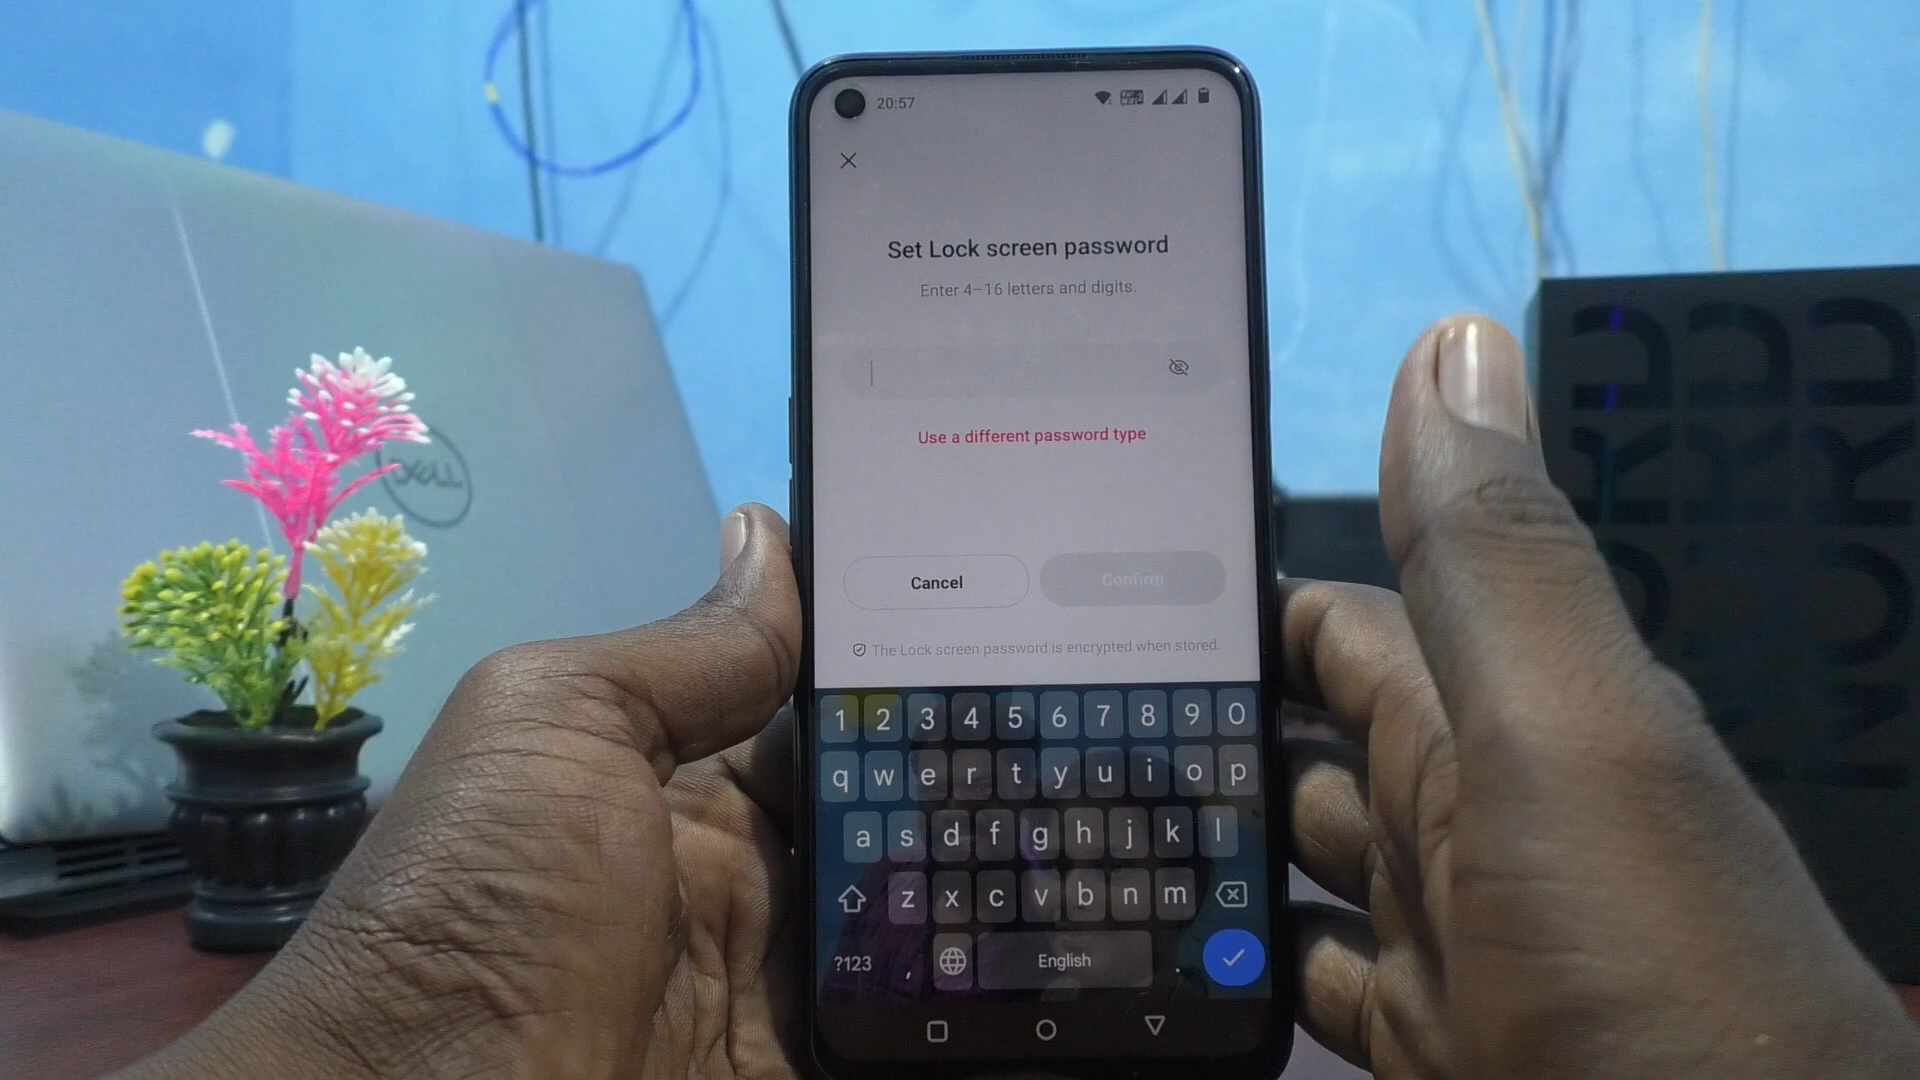 20:57
Set Lock screen password
Enter 4–16 letters and digits.
Use a different password type
Cancel
Confirm
The Lock screen password is encrypted when stored.
1 2 3 4 5 6 7 8 9 0
q w e r t y u i o p
a s d f g h j k l
z x c v b n m
?123 , English .
DELL